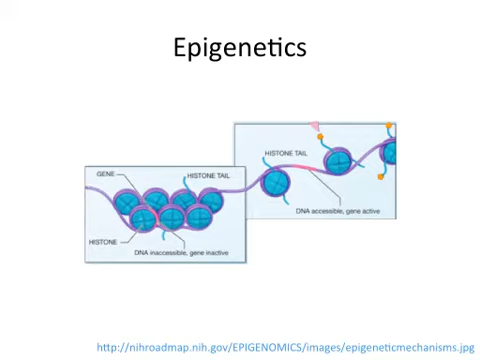 Epigenetics
HISTONE TAIL
GENE
HISTONE TAIL
DNA accessible, gene active
HISTONE
DNA inaccessible, gene inactive
http://nihroadmap.nih.gov/EPIGENOMICS/images/epigeneticmechanisms.jpg